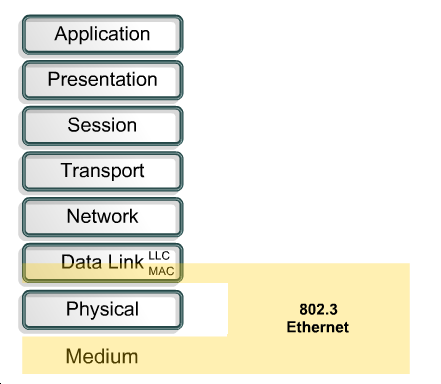 Application
Presentation
Session
Transport
Network
Data Link LLC
MAC
Physical
802.3
Ethernet
Medium